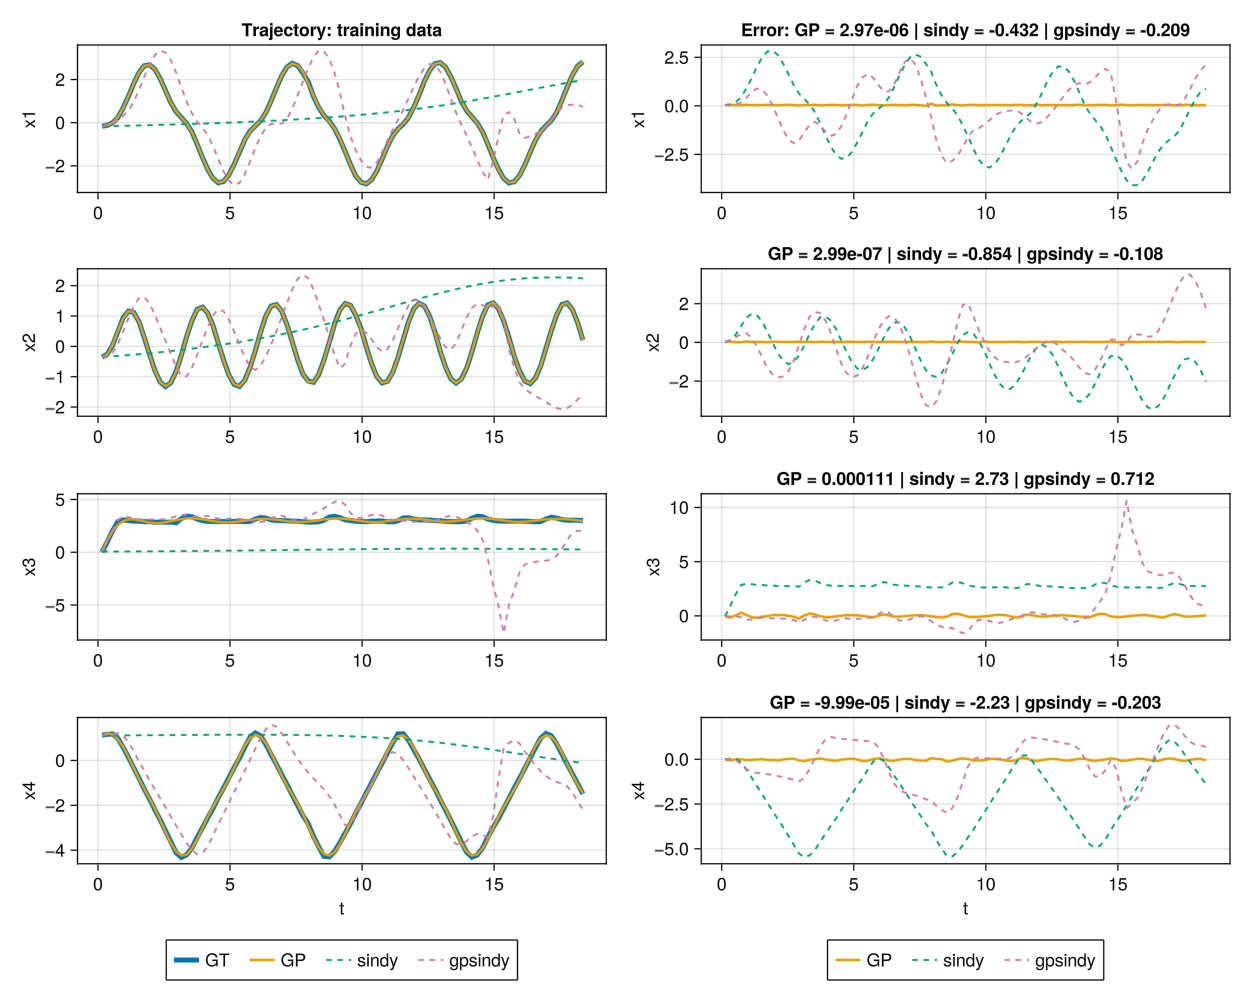 Trajectory: training data
x1
2
0
−2
0 5 10 15
Error: GP = 2.97e-06 | sindy = -0.432 | gpsindy = -0.209
x1
2.5
0.0
−2.5
0 5 10 15
x2
2
1
0
−1
−2
0 5 10 15
GP = 2.99e-07 | sindy = -0.854 | gpsindy = -0.108
x2
2
0
−2
0 5 10 15
x3
5
0
−5
0 5 10 15
GP = 0.000111 | sindy = 2.73 | gpsindy = 0.712
x3
10
5
0
0 5 10 15
x4
0
−2
−4
0 5 10 15
t
GP = -9.99e-05 | sindy = -2.23 | gpsindy = -0.203
x4
0.0
−2.5
−5.0
0 5 10 15
t
GT GP sindy gpsindy
GP sindy gpsindy